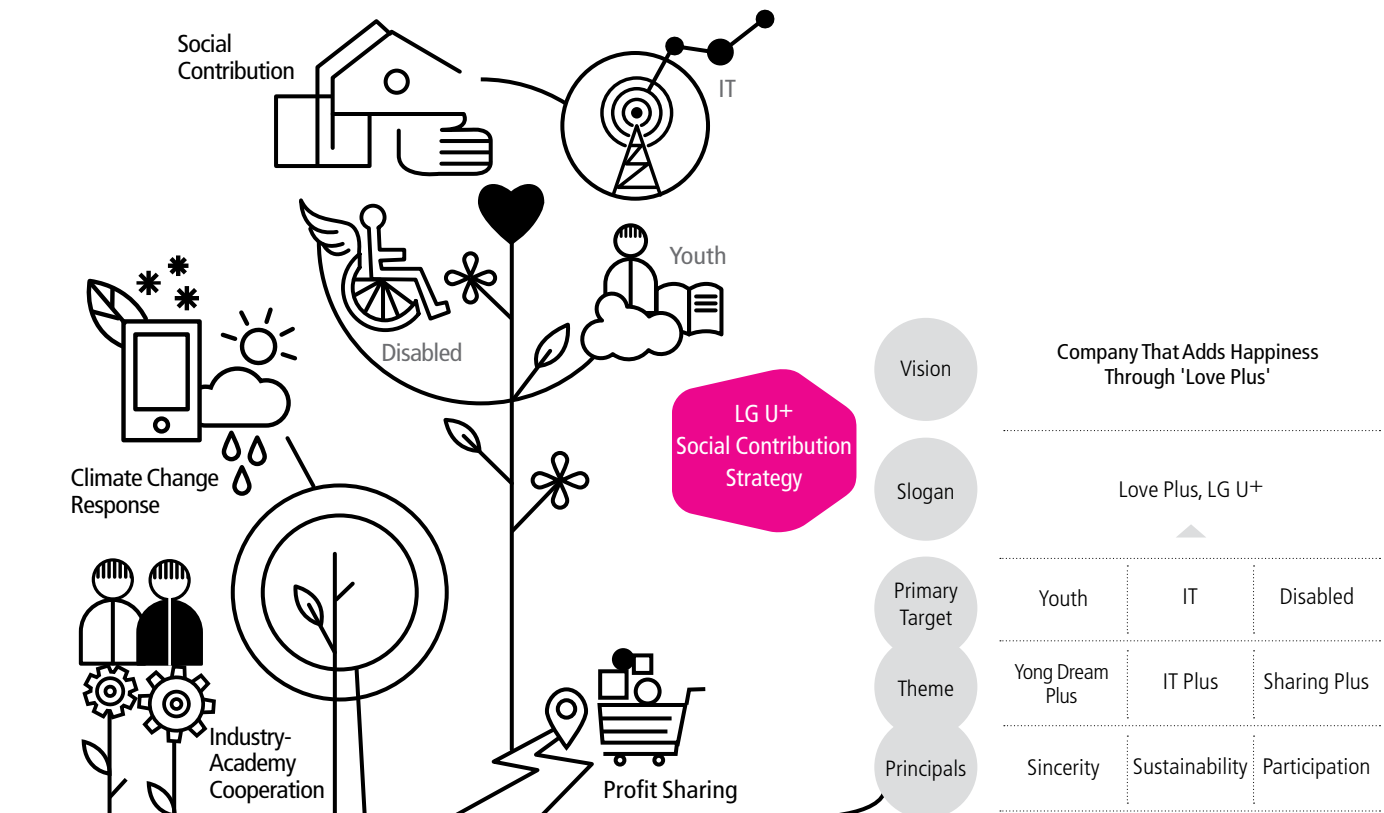 Social
Contribution
IT
Youth
Disabled
Climate Change
Response
Industry-
Academy
Cooperation
Profit Sharing
LG U+
Social Contribution
Strategy
Vision
Company That Adds Happiness
Through 'Love Plus'
Slogan
Love Plus, LG U+
Primary
Target
Youth
IT
Disabled
Theme
Yong Dream
Plus
IT Plus
Sharing Plus
Principals
Sincerity
Sustainability
Participation